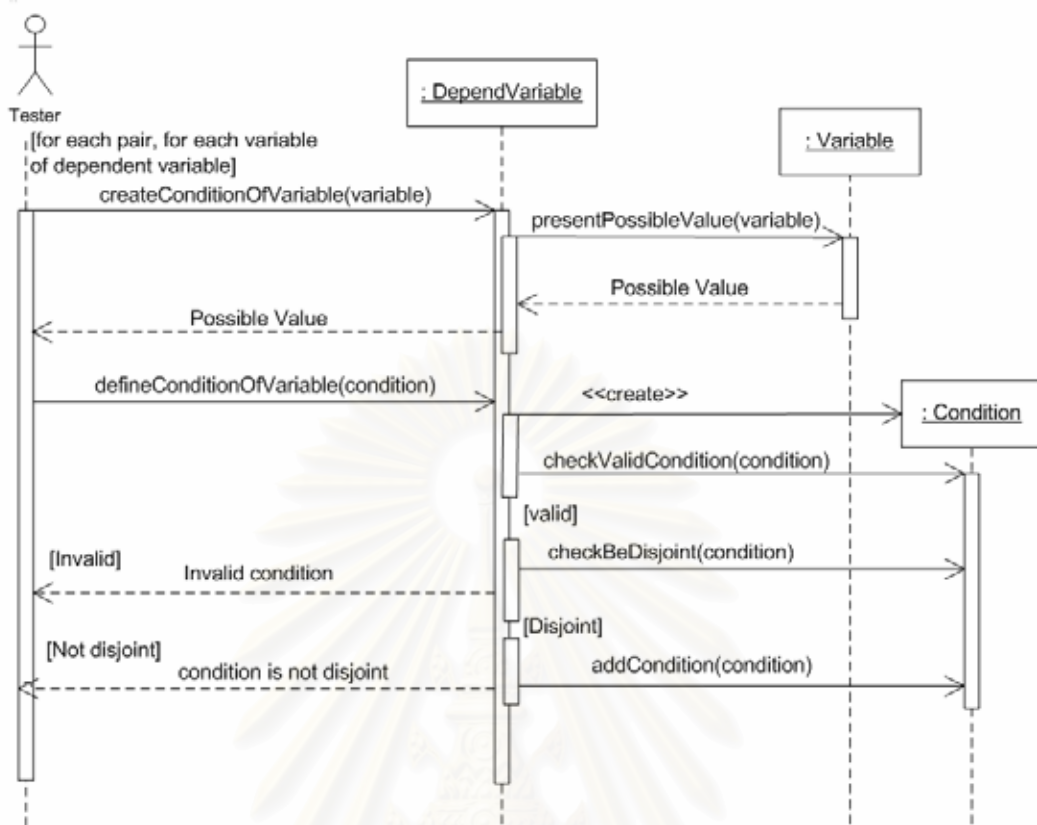 : DependVariable
Tester
: Variable
[for each pair, for each variable
of dependent variable]
createConditionOfVariable(variable)
presentPossibleValue(variable)
Possible Value
Possible Value
defineConditionOfVariable(condition)
<<create>>
: Condition
checkValidCondition(condition)
[valid]
checkBeDisjoint(condition)
[Invalid]
Invalid condition
[Disjoint]
[Not disjoint]
addCondition(condition)
condition is not disjoint